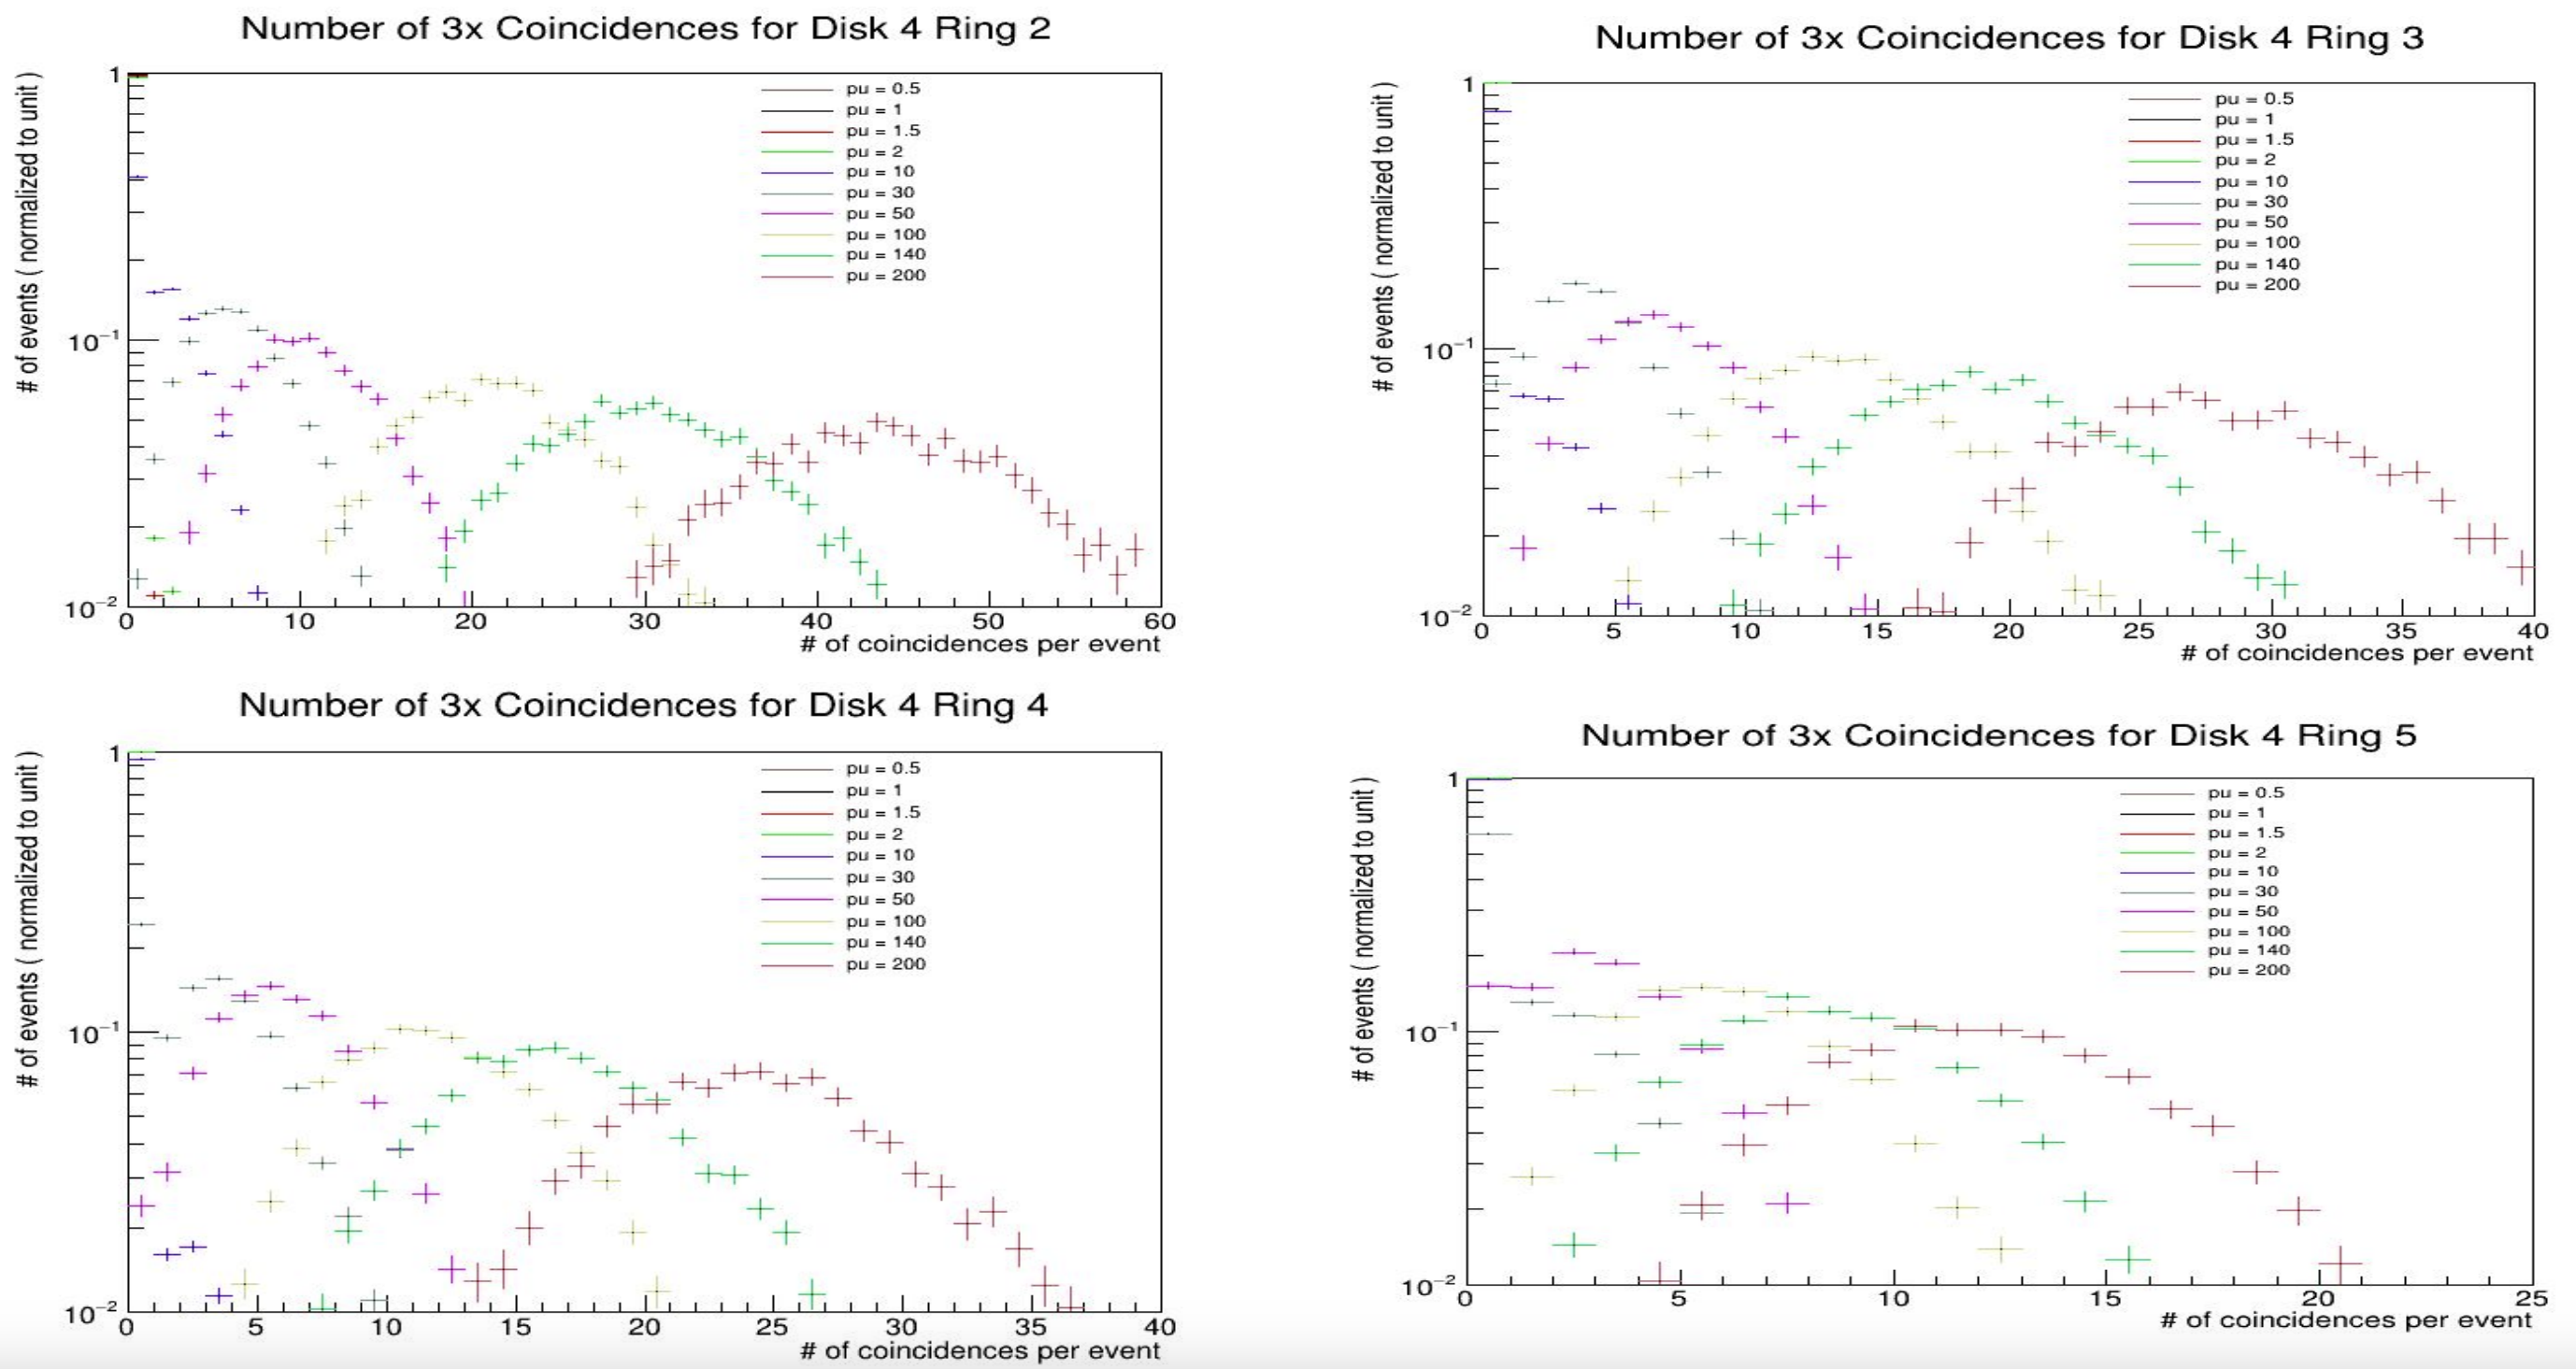 Number of 3x Coincidences for Disk 4 Ring 2
# of events ( normalized to unit )
1
10−1
10−2
pu = 0.5
pu = 1
pu = 1.5
pu = 2
pu = 10
pu = 30
pu = 50
pu = 100
pu = 140
pu = 200
0 10 20 30 40 50 60
# of coincidences per event
Number of 3x Coincidences for Disk 4 Ring 3
# of events ( normalized to unit )
1
10−1
10−2
pu = 0.5
pu = 1
pu = 1.5
pu = 2
pu = 10
pu = 30
pu = 50
pu = 100
pu = 140
pu = 200
0 5 10 15 20 25 30 35 40
# of coincidences per event
Number of 3x Coincidences for Disk 4 Ring 4
# of events ( normalized to unit )
1
10−1
10−2
pu = 0.5
pu = 1
pu = 1.5
pu = 2
pu = 10
pu = 30
pu = 50
pu = 100
pu = 140
pu = 200
0 5 10 15 20 25 30 35 40
# of coincidences per event
Number of 3x Coincidences for Disk 4 Ring 5
# of events ( normalized to unit )
1
10−1
10−2
pu = 0.5
pu = 1
pu = 1.5
pu = 2
pu = 10
pu = 30
pu = 50
pu = 100
pu = 140
pu = 200
0 5 10 15 20 25
# of coincidences per event